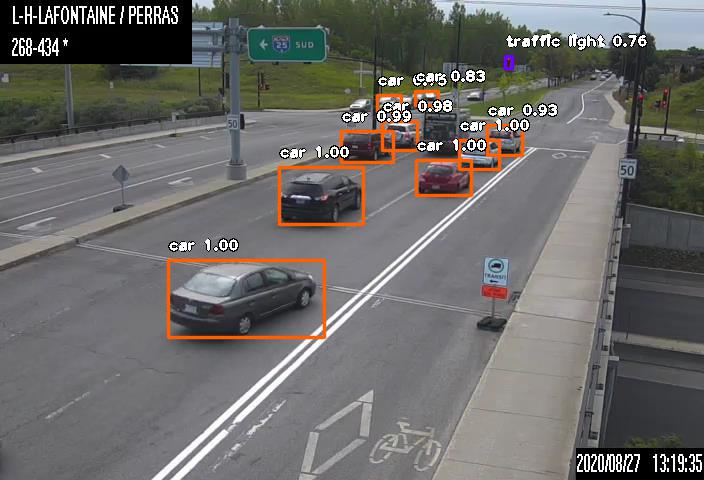 L-H-LAFONTAINE / PERRAS
268-434 *
25 SUD
traffic light 0.76
car 0.83
car 0.98
car 0.93
car 0.99
car 1.00
car 1.00
car 1.00
50
50
car 1.00
TRANSIT
2020/08/27 13:19:35